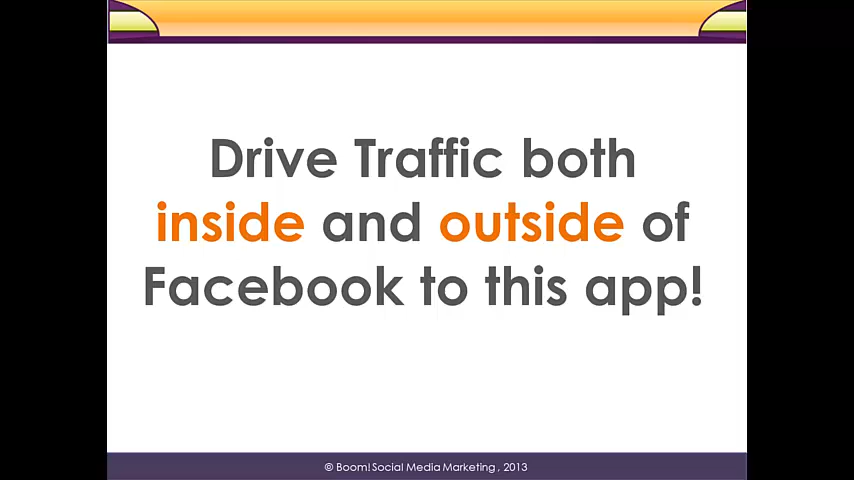 Drive Traffic both
inside and outside of
Facebook to this app!
© Boom! Social Media Marketing , 2013